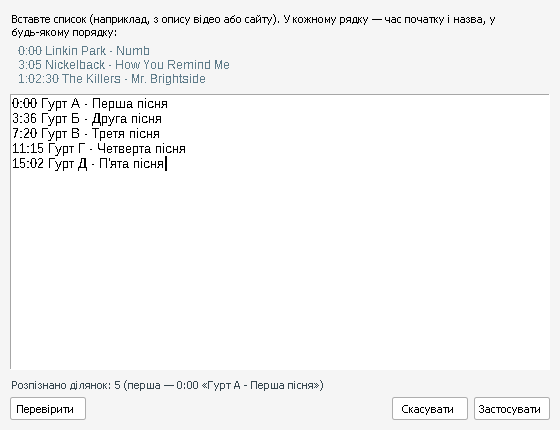 Вставте список (наприклад, з опису відео або сайту). У кожному рядку — час початку і назва, у
будь-якому порядку:
0:00 Linkin Park - Numb
3:05 Nickelback - How You Remind Me
1:02:30 The Killers - Mr. Brightside
0:00 Гурт А - Перша пісня
3:36 Гурт Б - Друга пісня
7:20 Гурт В - Третя пісня
11:15 Гурт Г - Четверта пісня
15:02 Гурт Д - П'ята пісня
Розпізнано ділянок: 5 (перша — 0:00 «Гурт А - Перша пісня»)
Перевірити
Скасувати
Застосувати